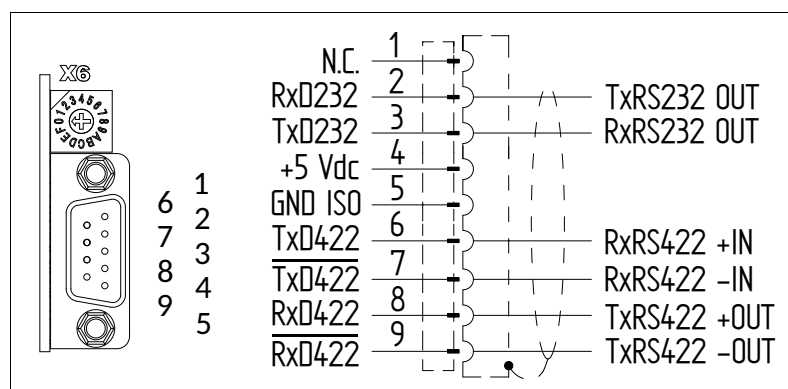 X6
0123456789ABCDEF
1
6
2
7
3
8
4
9
5
N.C. 1
RxD232 2 TxRS232 OUT
TxD232 3 RxRS232 OUT
+5 Vdc 4
GND ISO 5
TxD422 6 RxRS422 +IN
TxD422 7 RxRS422 -IN
RxD422 8 TxRS422 +OUT
RxD422 9 TxRS422 -OUT